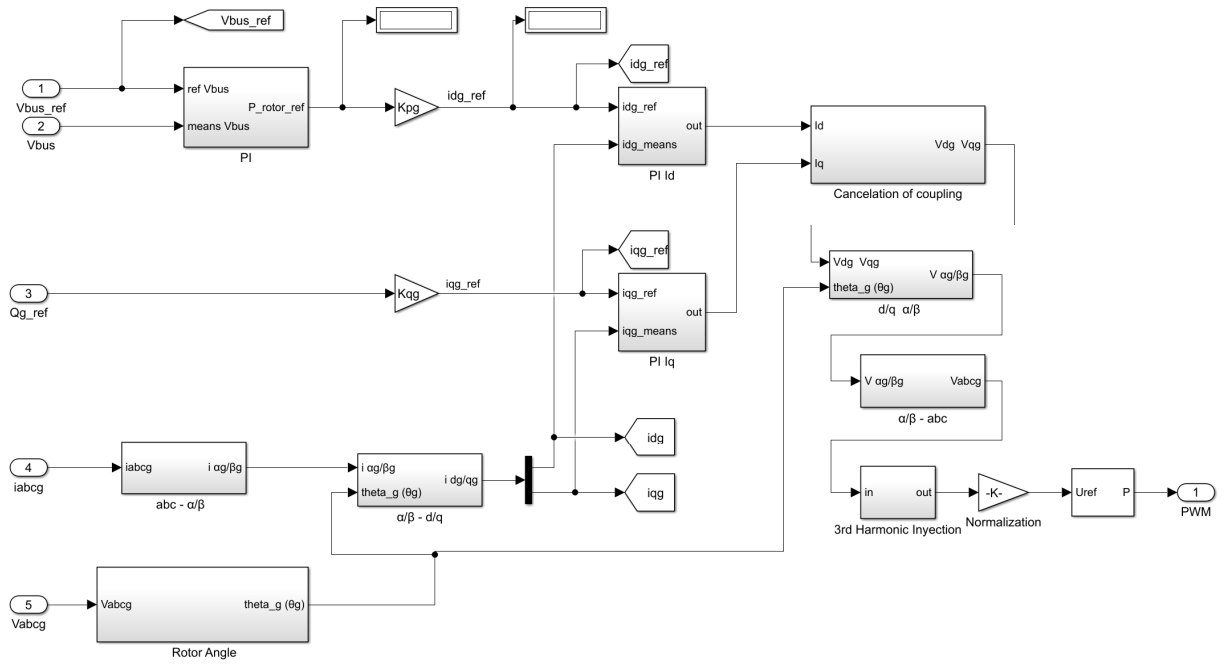 Vbus_ref
1
Vbus_ref
2
Vbus
ref Vbus
P_rotor_ref
means Vbus
PI
Kpg
idg_ref
idg_ref
idg_ref
out
idg_means
PI Id
Id
Vdg Vqg
Iq
Cancelation of coupling
3
Qg_ref
Kqg
iqg_ref
iqg_ref
iqg_ref
out
iqg_means
PI Iq
Vdg Vqg
V αg/βg
theta_g (θg)
d/q α/β
V αg/βg
Vabcg
α/β - abc
4
iabcg
iabcg
i αg/βg
abc - α/β
i αg/βg
i dg/qg
theta_g (θg)
α/β - d/q
idg
iqg
in
out
3rd Harmonic Inyection
-K-
Normalization
Uref
P
1
PWM
5
Vabcg
Vabcg
theta_g (θg)
Rotor Angle